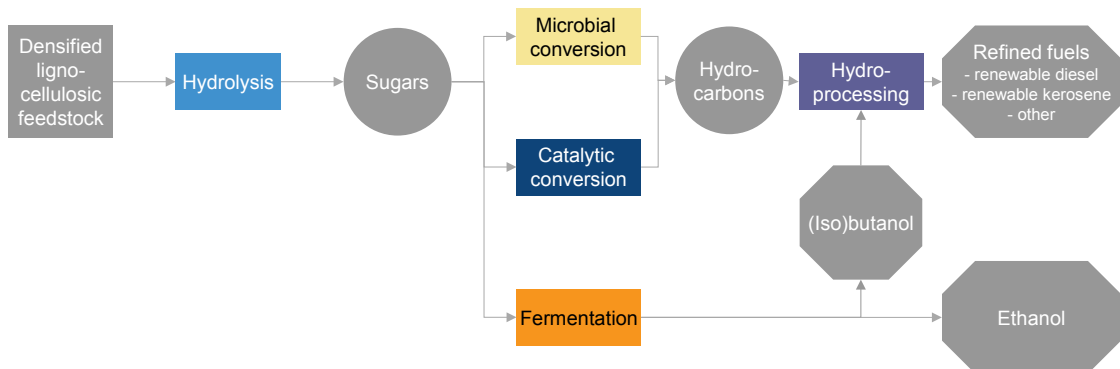 Densified
ligno-
cellulosic
feedstock
Hydrolysis
Sugars
Microbial
conversion
Catalytic
conversion
Fermentation
Hydro-
carbons
Hydro-
processing
(Iso)butanol
Refined fuels
- renewable diesel
- renewable kerosene
- other
Ethanol